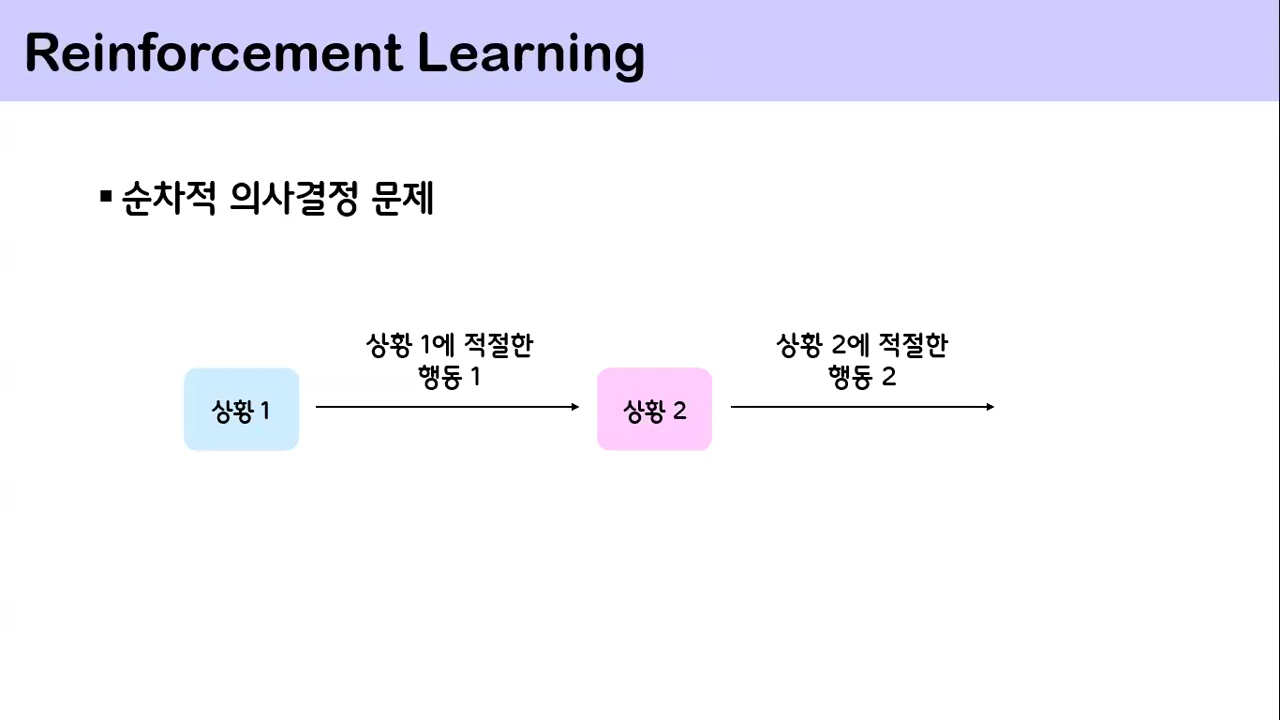 Reinforcement Learning
▪ 순차적 의사결정 문제
상황 1에 적절한
행동 1
상황 2에 적절한
행동 2
상황 1
상황 2